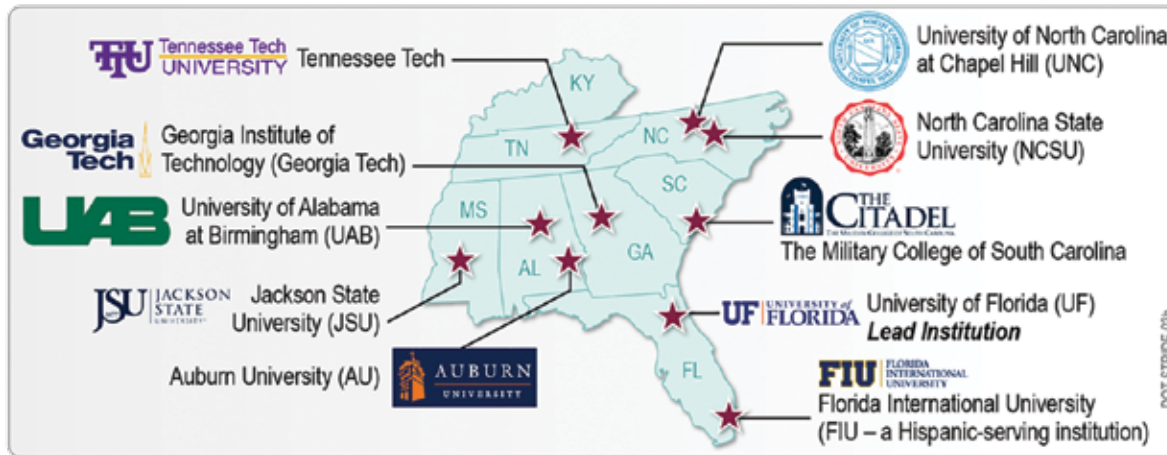 Tennessee Tech
UNIVERSITY
Tennessee Tech
Georgia
Tech
Georgia Institute of
Technology (Georgia Tech)
UAB
University of Alabama
at Birmingham (UAB)
JSU
JACKSON
STATE
UNIVERSITY
Jackson State
University (JSU)
Auburn University (AU)
AUBURN
UNIVERSITY
KY
TN
NC
SC
MS
AL
GA
FL
University of North Carolina
at Chapel Hill (UNC)
North Carolina State
University (NCSU)
THE
CITADEL
The Military College of South Carolina
UF
UNIVERSITY of
FLORIDA
University of Florida (UF)
Lead Institution
FIU
FLORIDA
INTERNATIONAL
UNIVERSITY
Florida International University
(FIU – a Hispanic-serving institution)